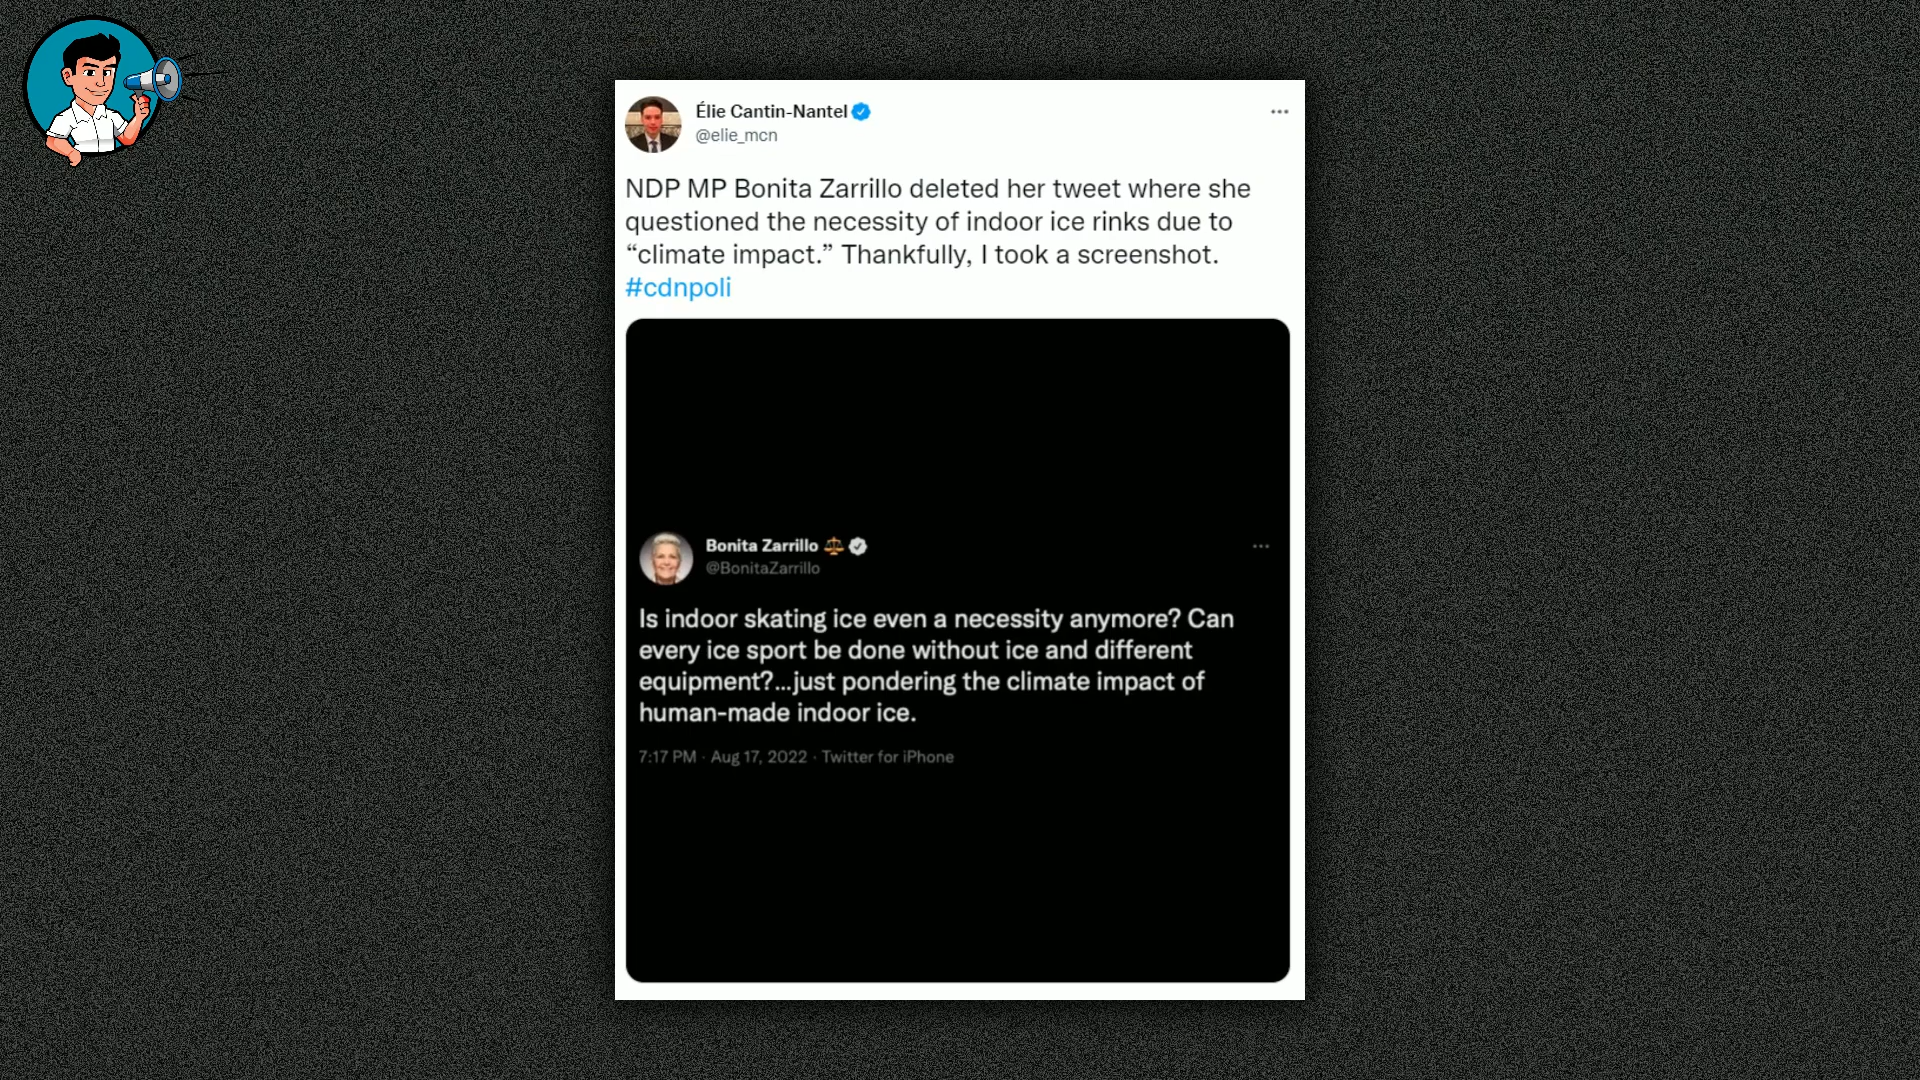 Élie Cantin-Nantel
@elie_mcn
NDP MP Bonita Zarrillo deleted her tweet where she
questioned the necessity of indoor ice rinks due to
“climate impact.” Thankfully, I took a screenshot.
#cdnpoli
Bonita Zarrillo
@BonitaZarrillo
Is indoor skating ice even a necessity anymore? Can
every ice sport be done without ice and different
equipment?...just pondering the climate impact of
human-made indoor ice.
7:17 PM · Aug 17, 2022 · Twitter for iPhone